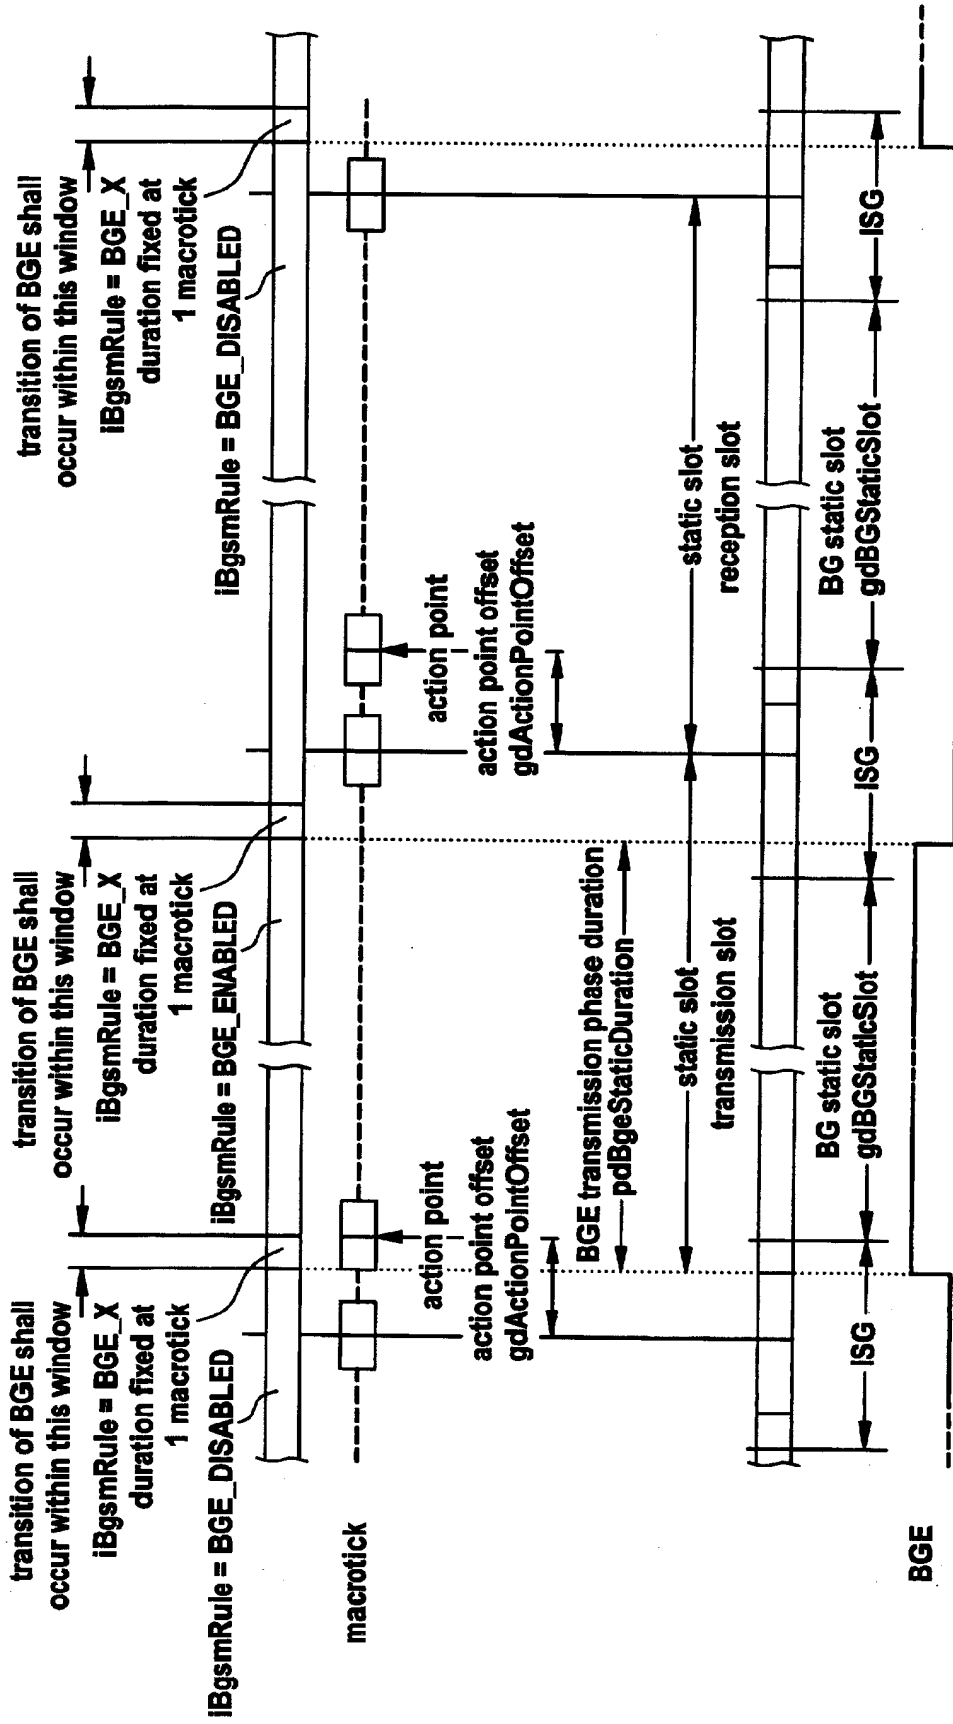 transition of BGE shall
occur within this window
iBgsmRule = BGE_X
duration fixed at
1 macrotick
iBgsmRule = BGE_DISABLED
transition of BGE shall
occur within this window
iBgsmRule = BGE_X
duration fixed at
1 macrotick
iBgsmRule = BGE_ENABLED
transition of BGE shall
occur within this window
iBgsmRule = BGE_X
duration fixed at
1 macrotick
iBgsmRule = BGE_DISABLED
macrotick
action point
action point offset
gdActionPointOffset
action point
action point offset
gdActionPointOffset
BGE transmission phase duration
pdBgeStaticDuration
static slot
transmission slot
static slot
reception slot
ISG
BG static slot
gdBGStaticSlot
ISG
BG static slot
gdBGStaticSlot
ISG
BGE